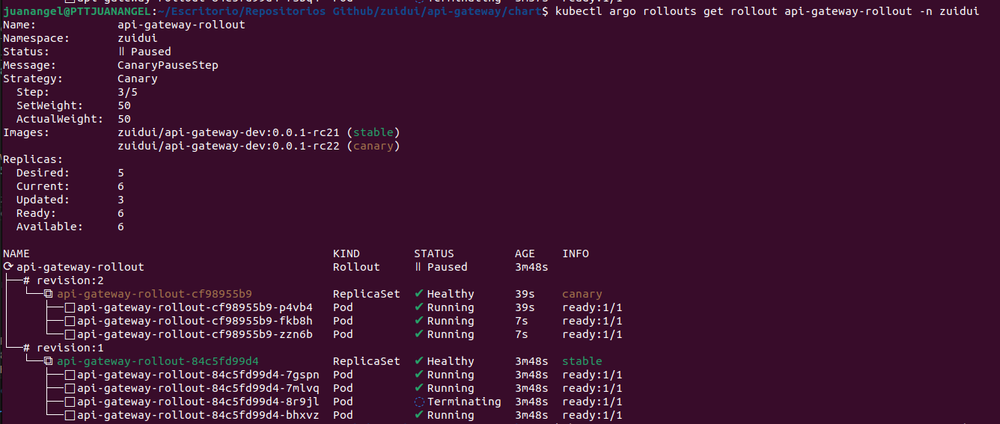 juanangel@PTTJUANANGEL:~/Escritorio/Repositorios Github/zuidui/api-gateway/chart$ kubectl argo rollouts get rollout api-gateway-rollout -n zuidui
Name:            api-gateway-rollout
Namespace:       zuidui
Status:          ॥ Paused
Message:         CanaryPauseStep
Strategy:        Canary
  Step:          3/5
  SetWeight:     50
  ActualWeight:  50
Images:          zuidui/api-gateway-dev:0.0.1-rc21 (stable)
                 zuidui/api-gateway-dev:0.0.1-rc22 (canary)
Replicas:
  Desired:       5
  Current:       6
  Updated:       3
  Ready:         6
  Available:     6
NAME                                             KIND        STATUS         AGE    INFO
⟳ api-gateway-rollout                            Rollout     ॥ Paused       3m48s
├──# revision:2
│  └──⧉ api-gateway-rollout-cf98955b9            ReplicaSet  ✔ Healthy      39s    canary
│     ├──□ api-gateway-rollout-cf98955b9-p4vb4   Pod         ✔ Running      39s    ready:1/1
│     ├──□ api-gateway-rollout-cf98955b9-fkb8h   Pod         ✔ Running      7s     ready:1/1
│     └──□ api-gateway-rollout-cf98955b9-zzn6b   Pod         ✔ Running      7s     ready:1/1
└──# revision:1
   └──⧉ api-gateway-rollout-84c5fd99d4           ReplicaSet  ✔ Healthy      3m48s  stable
      ├──□ api-gateway-rollout-84c5fd99d4-7gspn  Pod         ✔ Running      3m48s  ready:1/1
      ├──□ api-gateway-rollout-84c5fd99d4-7mlvq  Pod         ✔ Running      3m48s  ready:1/1
      ├──□ api-gateway-rollout-84c5fd99d4-8r9jl  Pod         ◌ Terminating  3m48s  ready:1/1
      └──□ api-gateway-rollout-84c5fd99d4-bhxvz  Pod         ✔ Running      3m48s  ready:1/1